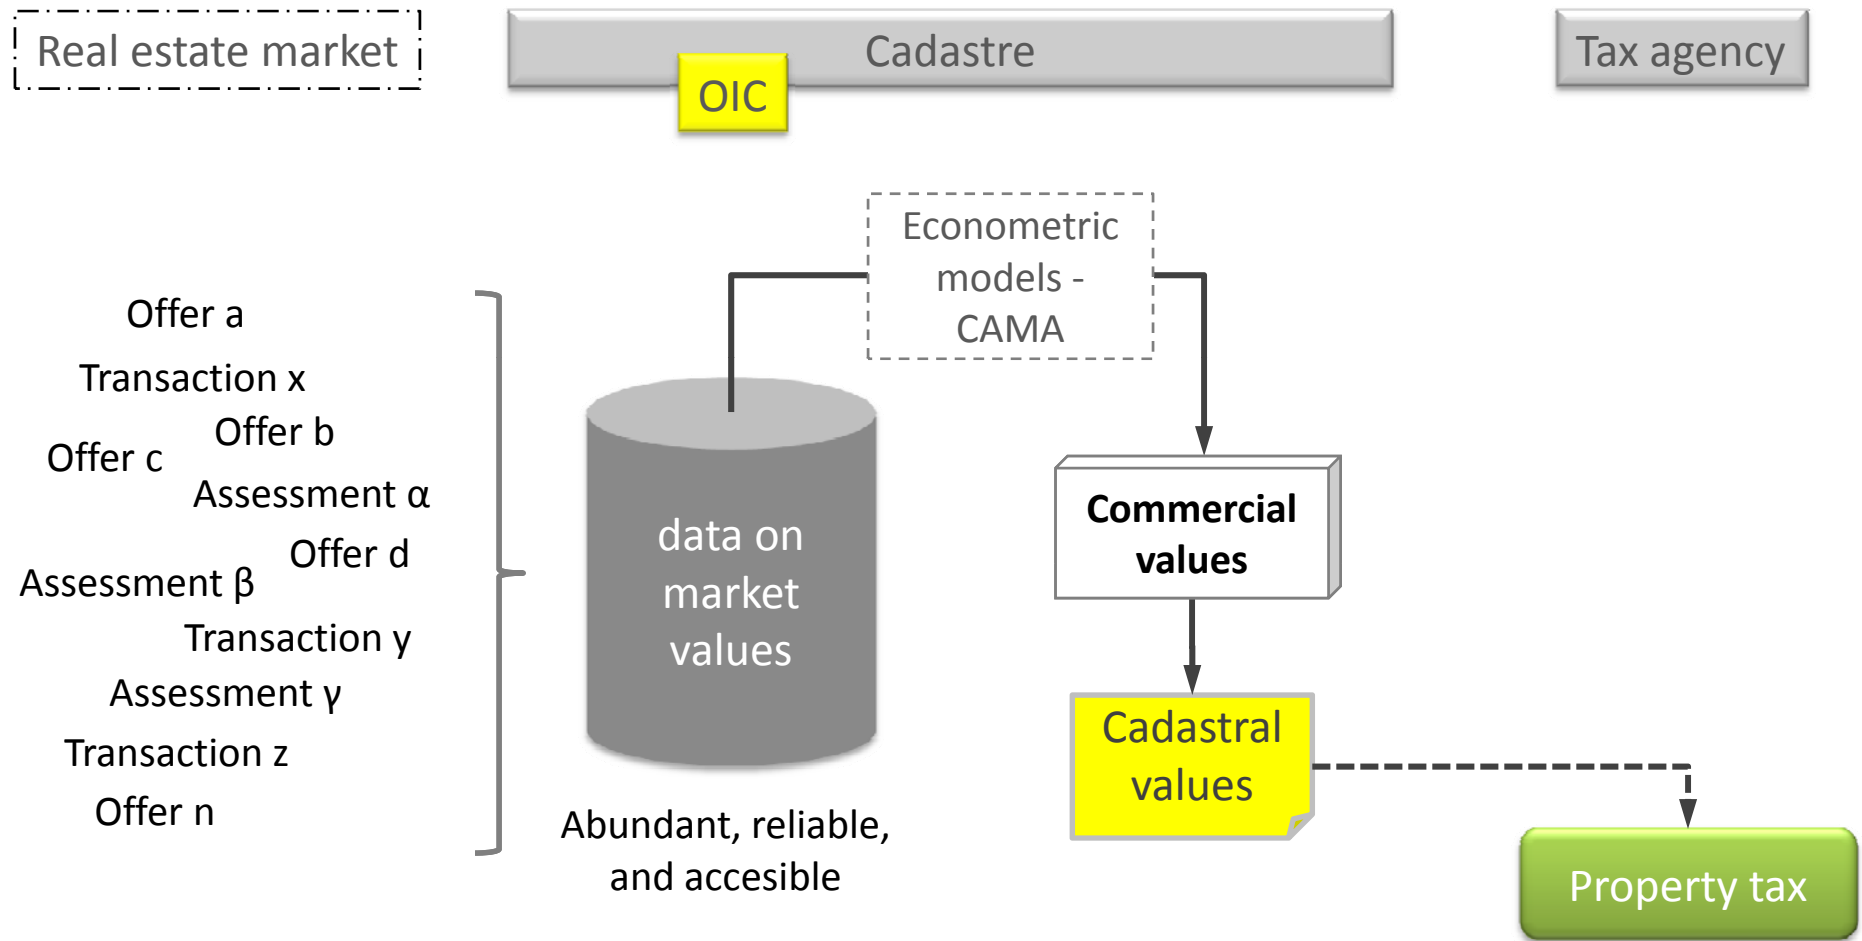 Real estate market
Cadastre
Tax agency
OIC
Econometric
models -
CAMA
Offer a
Transaction x
Offer b
Offer c
Assessment α
Offer d
Assessment β
Transaction y
Assessment γ
Transaction z
Offer n
data on
market
values
Abundant, reliable,
and accesible
Commercial
values
Cadastral
values
Property tax